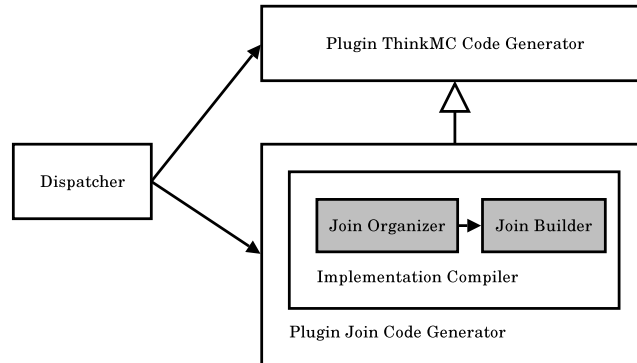 Plugin ThinkMC Code Generator
Dispatcher
Join Organizer
Join Builder
Implementation Compiler
Plugin Join Code Generator